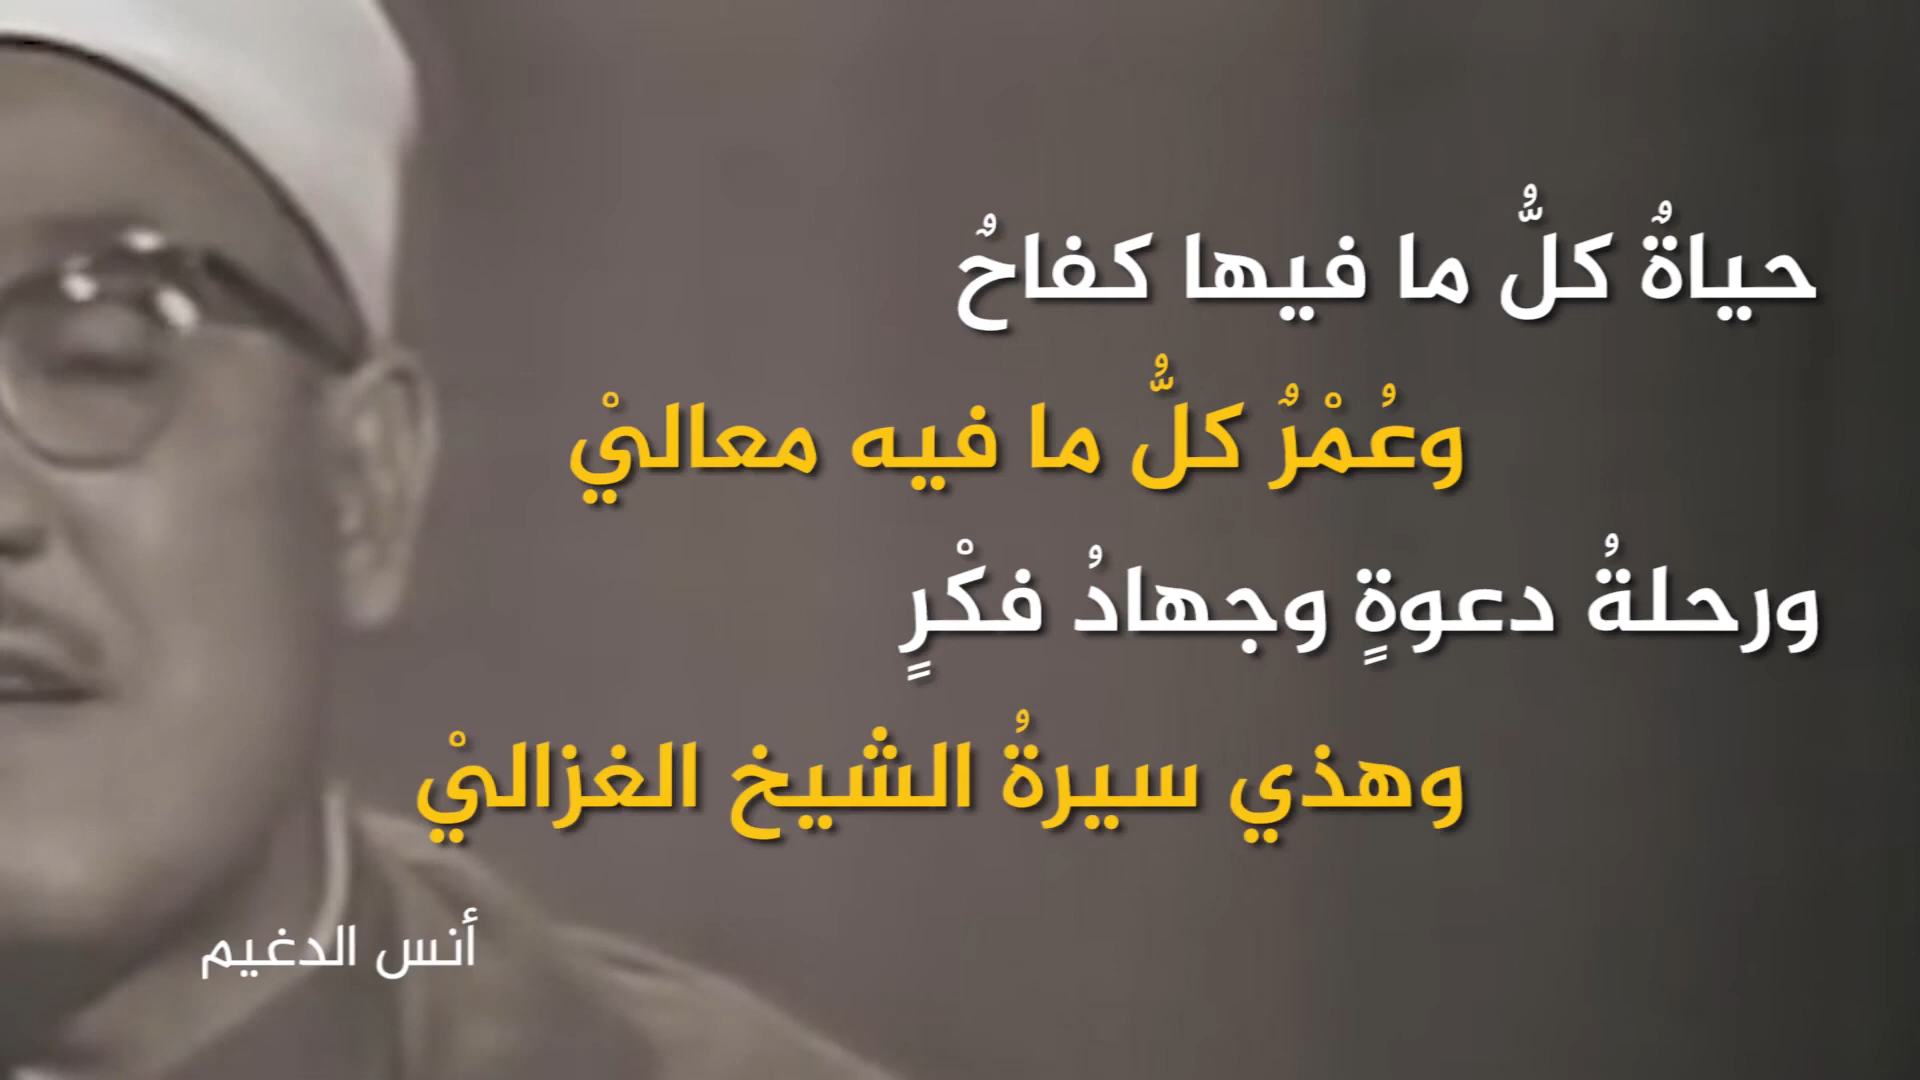 حياةٌ كلُّ ما فيها كفاحُ
وعُمْرٌ كلُّ ما فيه معاليْ
ورحلةُ دعوةٍ وجهادُ فكْرٍ
وهذي سيرةُ الشيخ الغزاليْ
أنس الدغيم